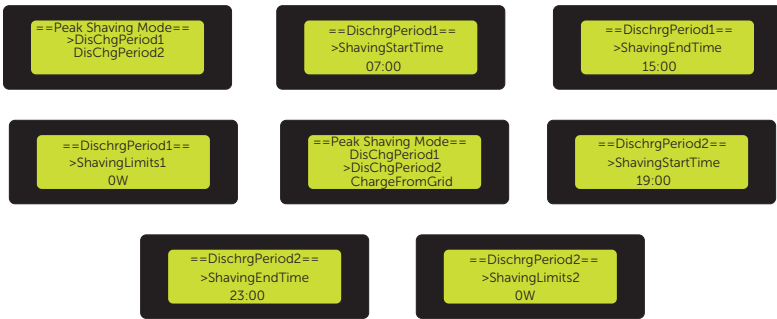 ==Peak Shaving Mode==
>DisChgPeriod1
DisChgPeriod2
==DischrgPeriod1==
>ShavingStartTime
07:00
==DischrgPeriod1==
>ShavingEndTime
15:00
==DischrgPeriod1==
>ShavingLimits1
0W
==Peak Shaving Mode==
DisChgPeriod1
>DisChgPeriod2
ChargeFromGrid
==DischrgPeriod2==
>ShavingStartTime
19:00
==DischrgPeriod2==
>ShavingEndTime
23:00
==DischrgPeriod2==
>ShavingLimits2
0W